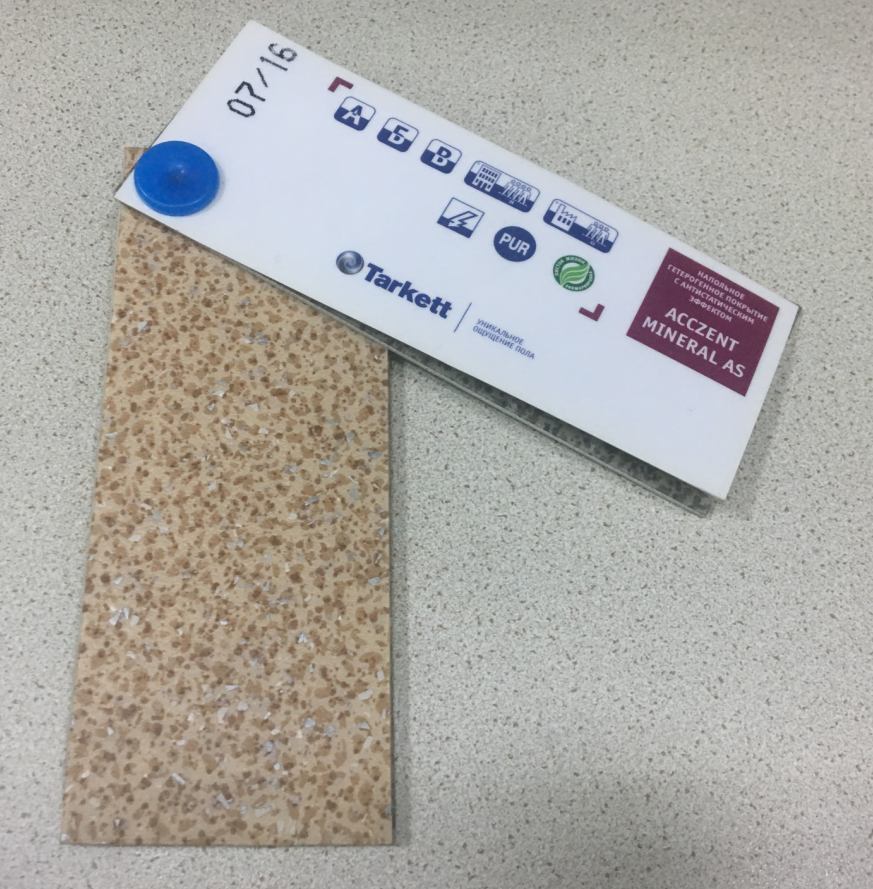 07/16
А
Б
В
PUR
Tarkett
УНИКАЛЬНОЕ
ОЩУЩЕНИЕ ПОЛА
НАПОЛЬНОЕ
ГЕТЕРОГЕННОЕ ПОКРЫТИЕ
С АНТИСТАТИЧЕСКИМ
ЭФФЕКТОМ
ACCZENT
MINERAL AS